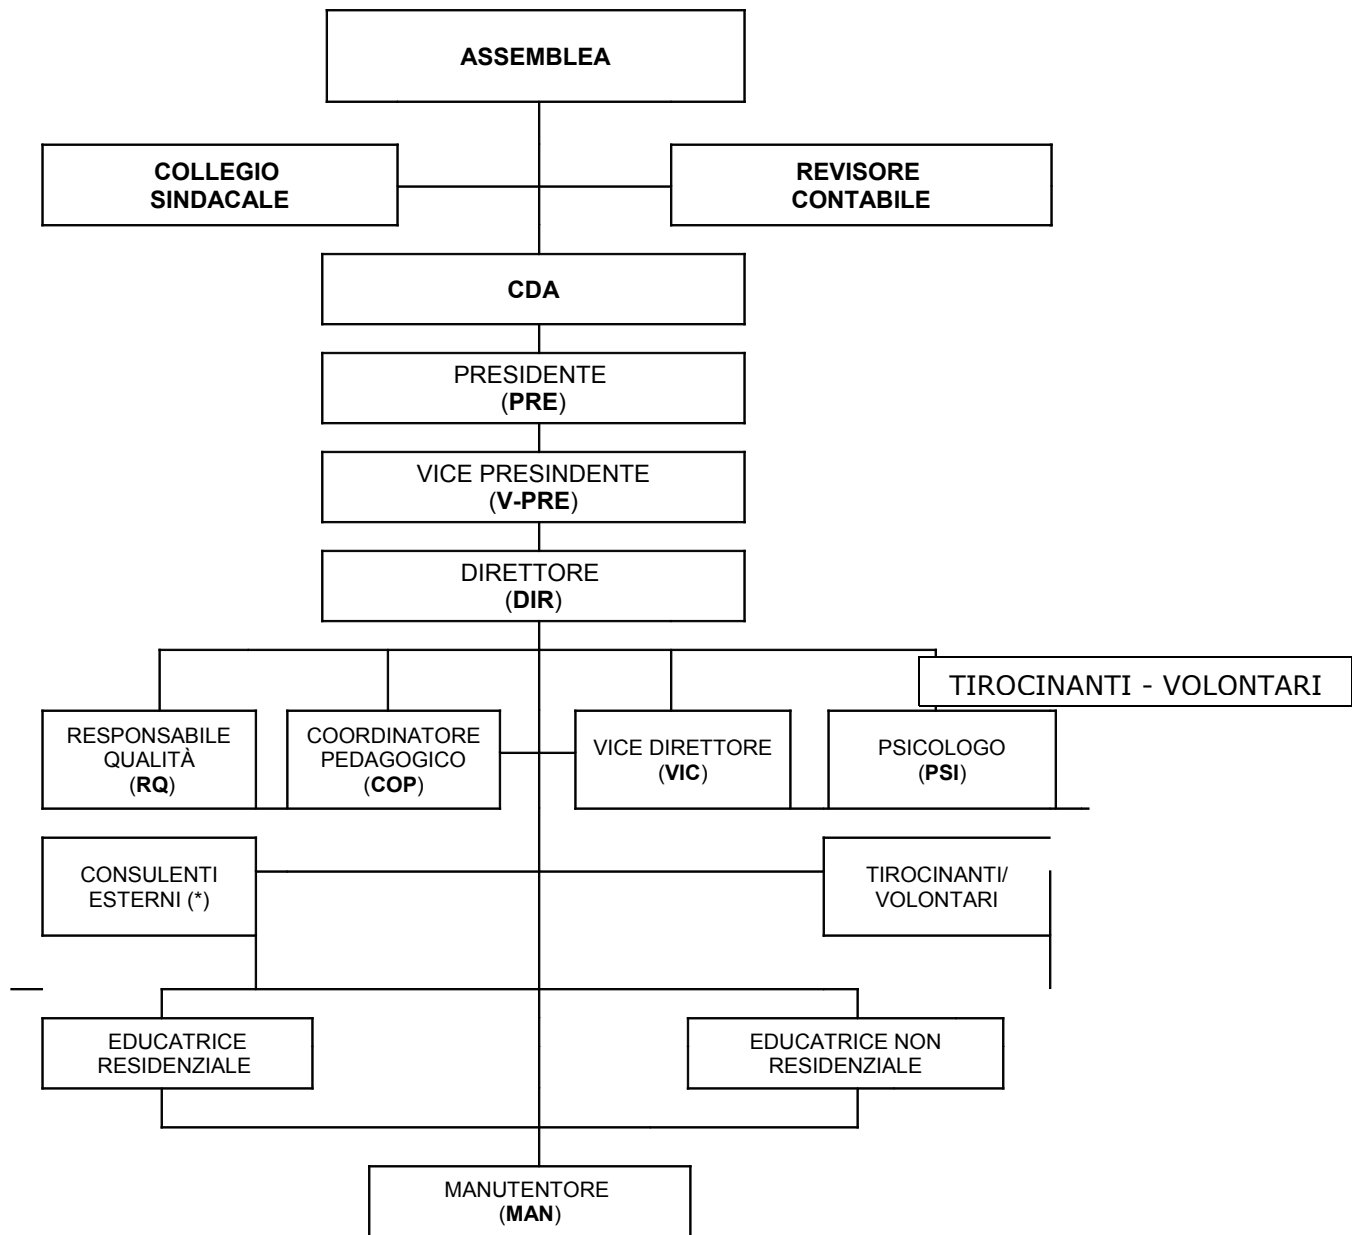 ASSEMBLEA
COLLEGIO
SINDACALE
REVISORE
CONTABILE
CDA
PRESIDENTE
(PRE)
VICE PRESINDENTE
(V-PRE)
DIRETTORE
(DIR)
TIROCINANTI - VOLONTARI
RESPONSABILE
QUALITÀ
(RQ)
COORDINATORE
PEDAGOGICO
(COP)
VICE DIRETTORE
(VIC)
PSICOLOGO
(PSI)
CONSULENTI
ESTERNI (*)
TIROCINANTI/
VOLONTARI
EDUCATRICE
RESIDENZIALE
EDUCATRICE NON
RESIDENZIALE
MANUTENTORE
(MAN)